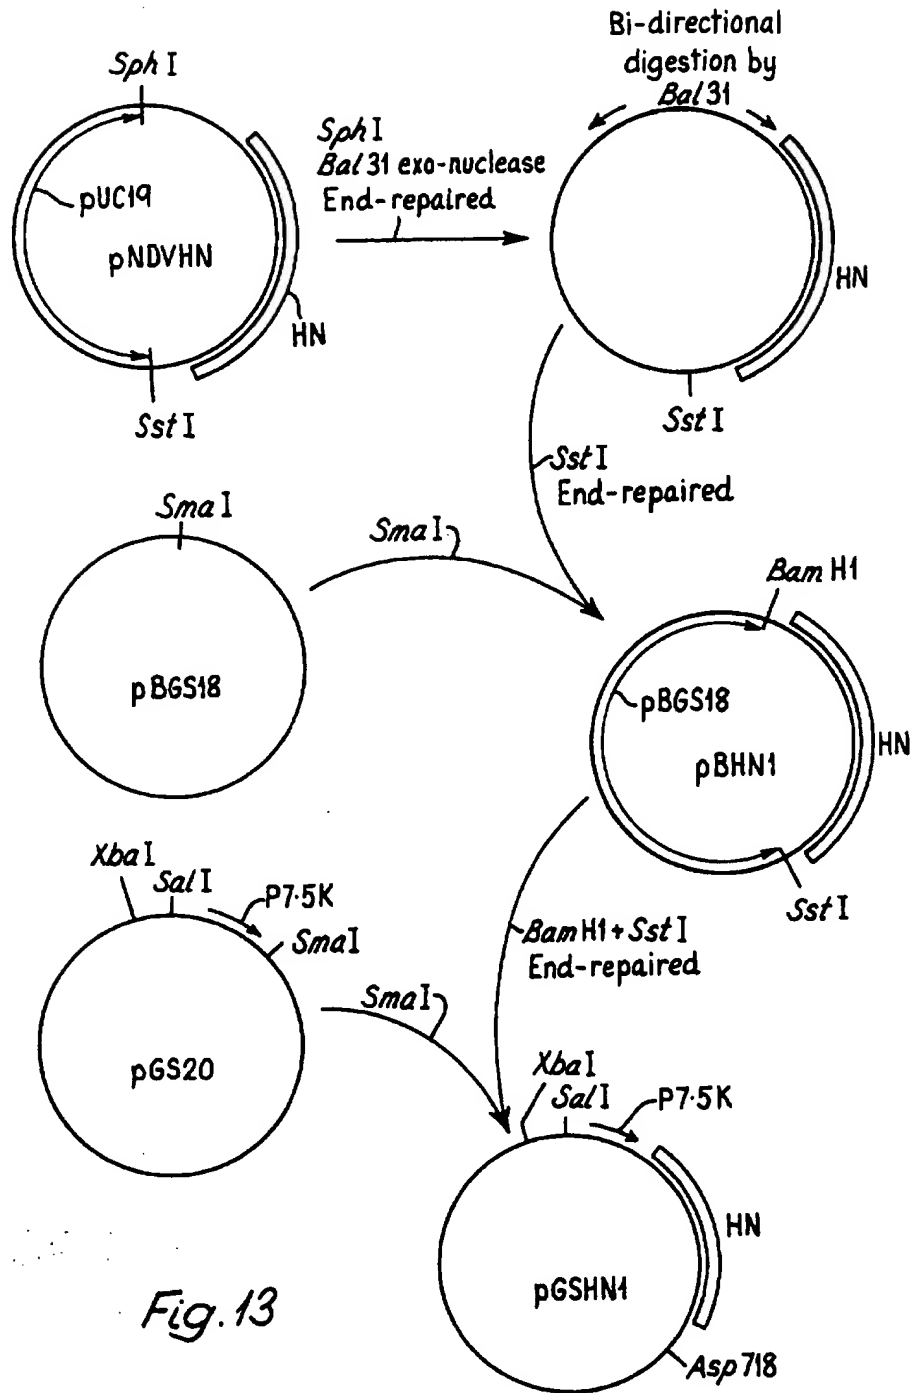 Bi-directional
digestion by
Bal 31
Sph I
pUC19
pNDVHN
HN
Sst I
Sph I
Bal 31 exo-nuclease
End-repaired
HN
Sst I
Sst I
End-repaired
Sma I
pBGS18
Sma I
Bam H1
pBGS18
pBHN1
HN
Sst I
Xba I
Sal I
P7·5K
Sma I
pGS20
Sma I
Bam H1 + Sst I
End-repaired
Xba I
Sal I
P7·5K
HN
pGSHN1
Asp 718
Fig. 13